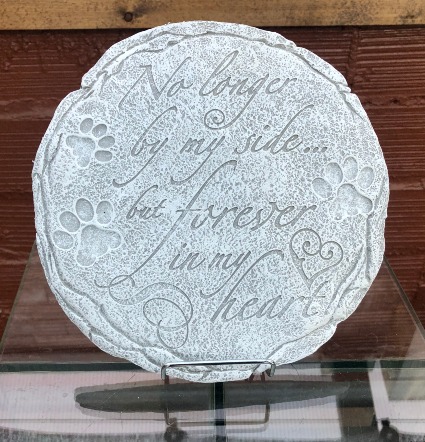 No longer
by my side...
but forever
in my
heart